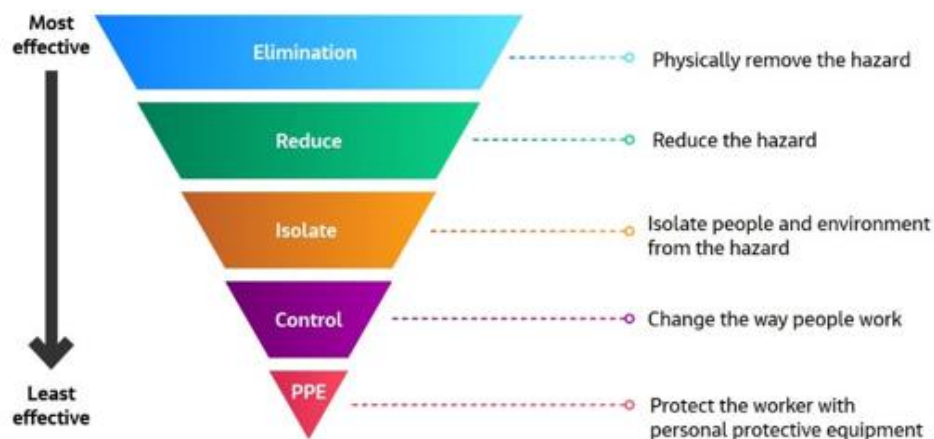 Most
effective
Elimination
Physically remove the hazard
Reduce
Reduce the hazard
Isolate
Isolate people and environment
from the hazard
Control
Change the way people work
PPE
Least
effective
Protect the worker with
personal protective equipment